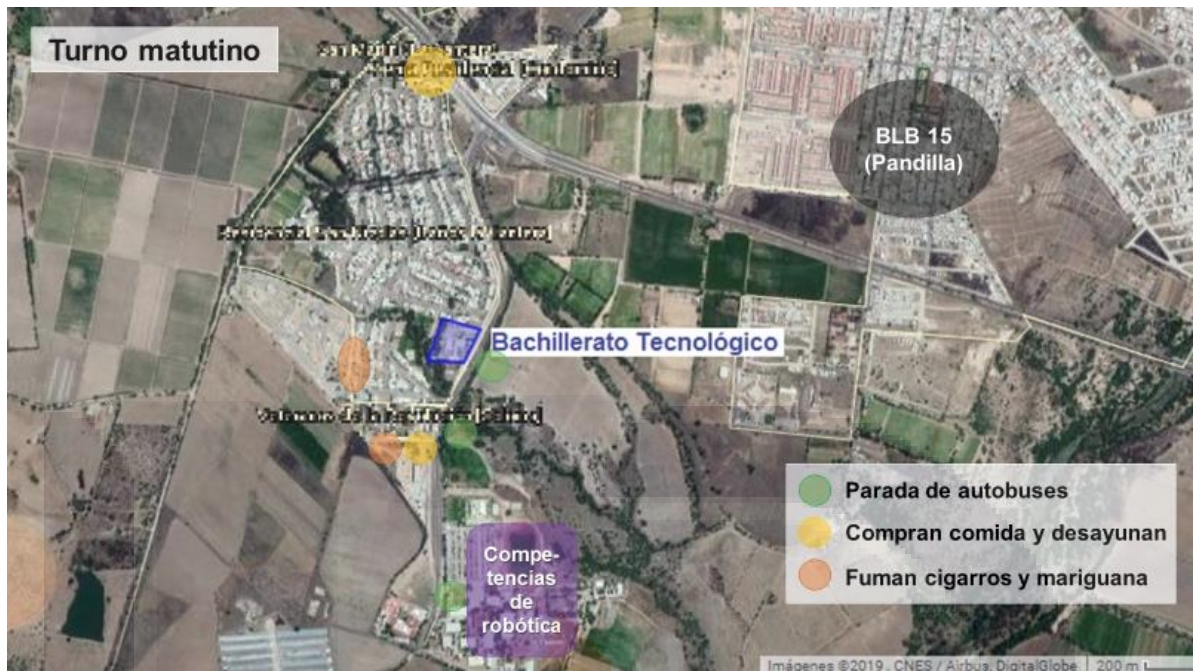 Turno matutino
BLB 15
(Pandilla)
Bachillerato Tecnológico
Compe-
tencias
de
robótica
Parada de autobuses
Compran comida y desayunan
Fuman cigarros y mariguana
Imágenes ©2019 , CNES / Airbus, DigitalGlobe
200 m